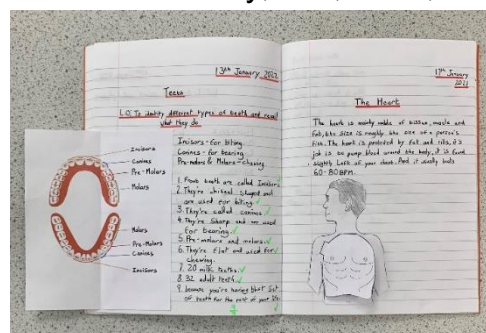 13th January 2022
Teeth
L.O: To identify different types of teeth and reveal
what they do.
Incisors
Canines
Pre-Molars
Molars
Molars
Pre-Molars
Canines
Incisors
Incisors - for biting
Canines - for tearing
Pre-molars & Molars - chewing
1. Front teeth are called Incisors
2. They're chisel shaped and
are used for biting.
3. They're called canines.
4. They're Sharp and are used
for tearing.
5. Pre-molars and molars.
6. They're flat and used for
chewing.
7. 20 milk teeths.
8. 32 adult teeth.
9. because you're having that set
of teeth for the rest of your life
17th January
The Heart
The heart is mainly made of tissue, muscle and
fat, the size is roughly the size of a person's
fist. The heart is protected by fat and ribs, it's
job is to pump blood around the body, it is found
slightly left of your chest. And it usually beats
60-80 BPM.